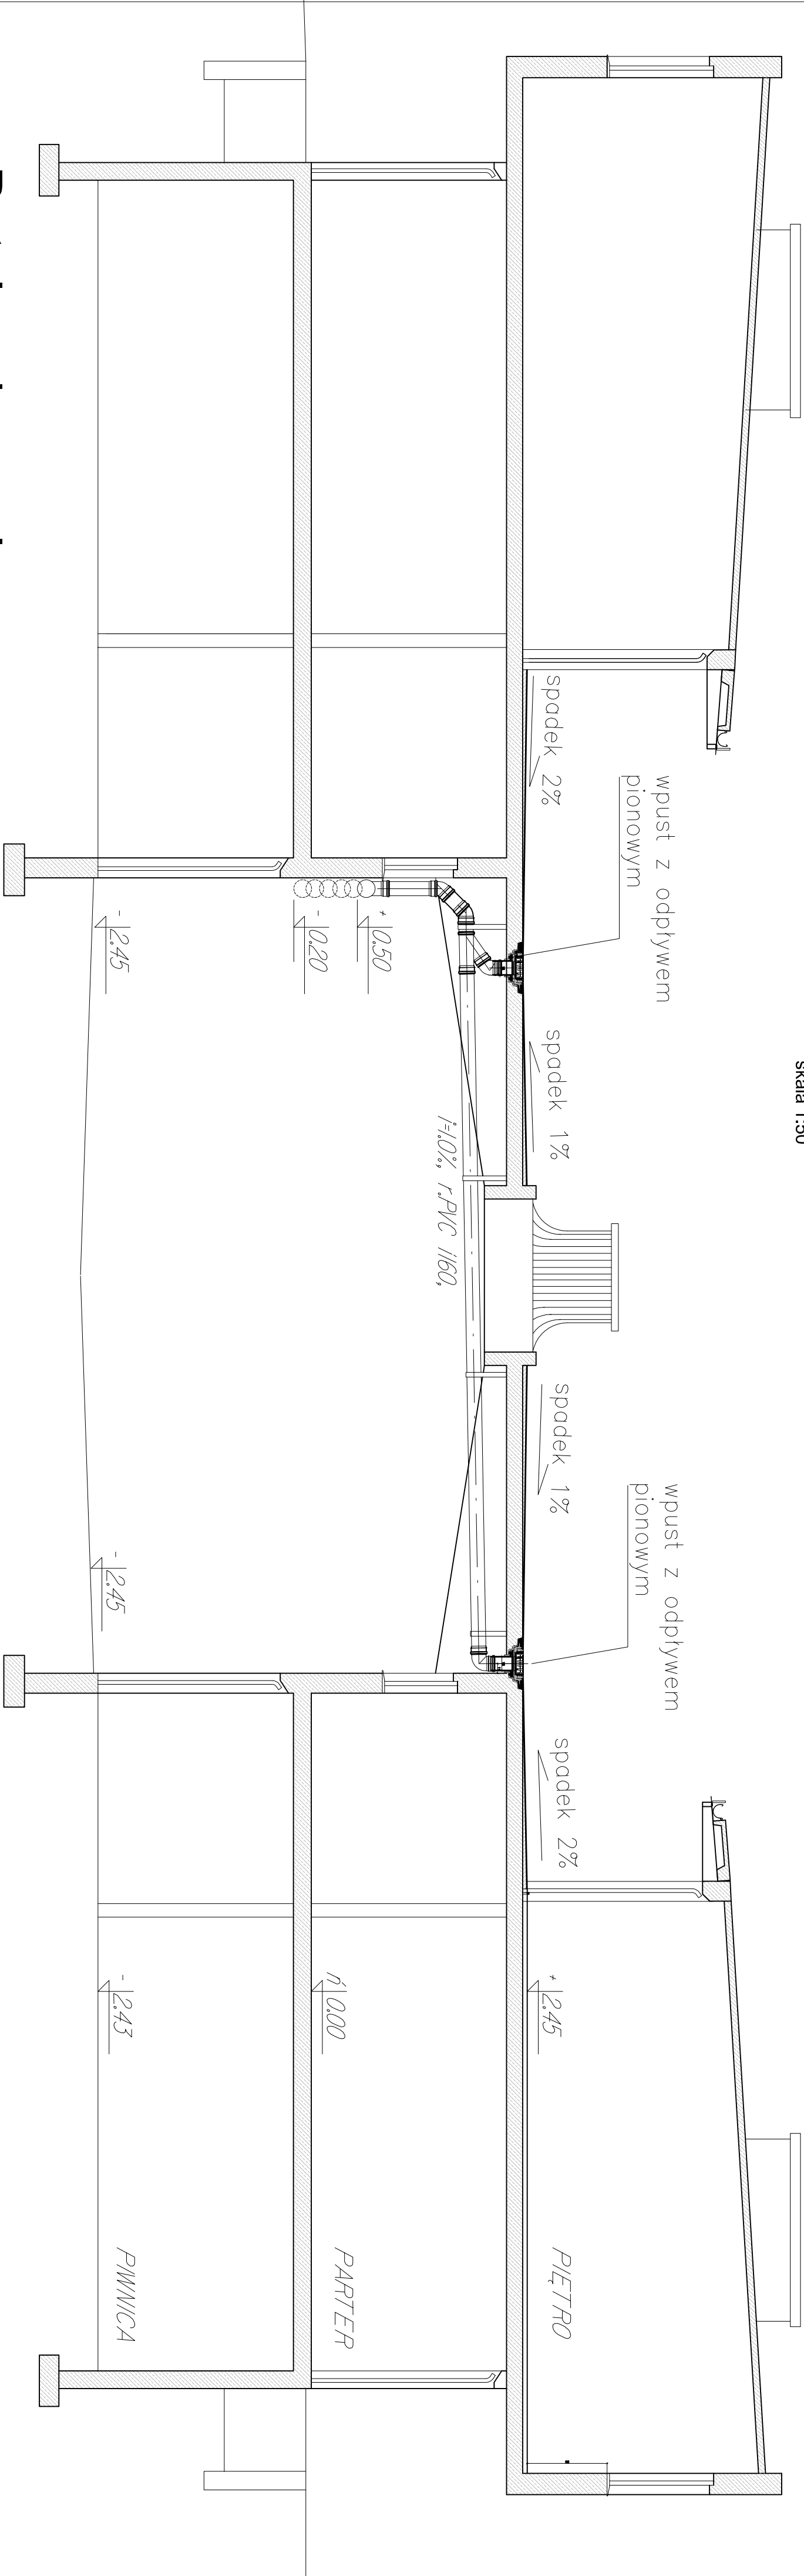 skala 1:50
wpust z odpływem
pionowym
wpust z odpływem
pionowym
spadek 2%
spadek 1%
spadek 1%
spadek 2%
+ 2.45
PIĘTRO
i=1.0%, r.PVC í160,
+ 0.50
- 0.20
ń 0.00
PARTER
- 2.45
- 2.45
- 2.43
PIWNICA